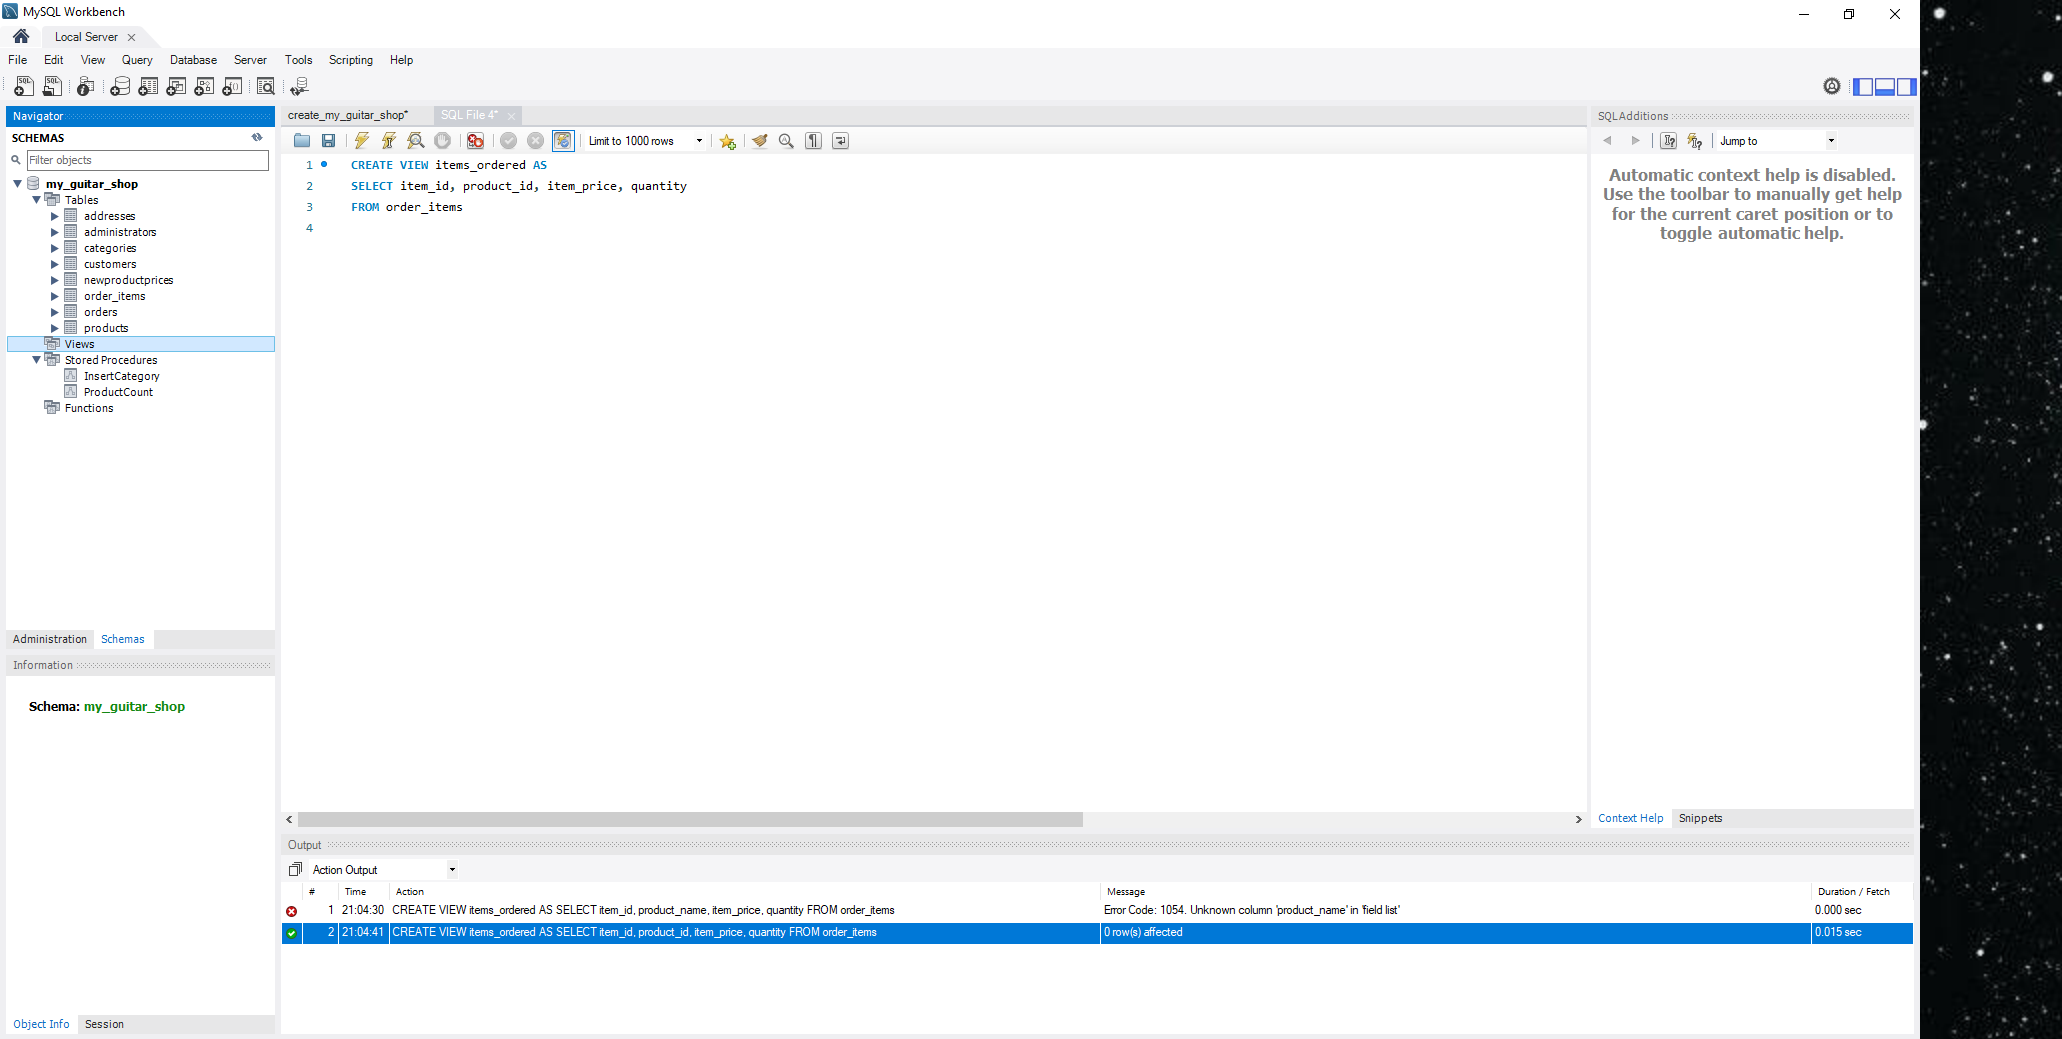 MySQL Workbench
Local Server
File Edit View Query Database Server Tools Scripting Help
Navigator
SCHEMAS
Filter objects
my_guitar_shop
Tables
addresses
administrators
categories
customers
newproductprices
order_items
orders
products
Views
Stored Procedures
InsertCategory
ProductCount
Functions
Administration Schemas
Information
Schema: my_guitar_shop
Object Info Session
create_my_guitar_shop* SQL File 4*
Limit to 1000 rows
1 CREATE VIEW items_ordered AS
2 SELECT item_id, product_id, item_price, quantity
3 FROM order_items
4
SQLAdditions
Jump to
Automatic context help is disabled.
Use the toolbar to manually get help
for the current caret position or to
toggle automatic help.
Context Help Snippets
Output
Action Output
# Time Action Message Duration / Fetch
1 21:04:30 CREATE VIEW items_ordered AS SELECT item_id, product_name, item_price, quantity FROM order_items Error Code: 1054. Unknown column 'product_name' in 'field list' 0.000 sec
2 21:04:41 CREATE VIEW items_ordered AS SELECT item_id, product_id, item_price, quantity FROM order_items 0 row(s) affected 0.015 sec